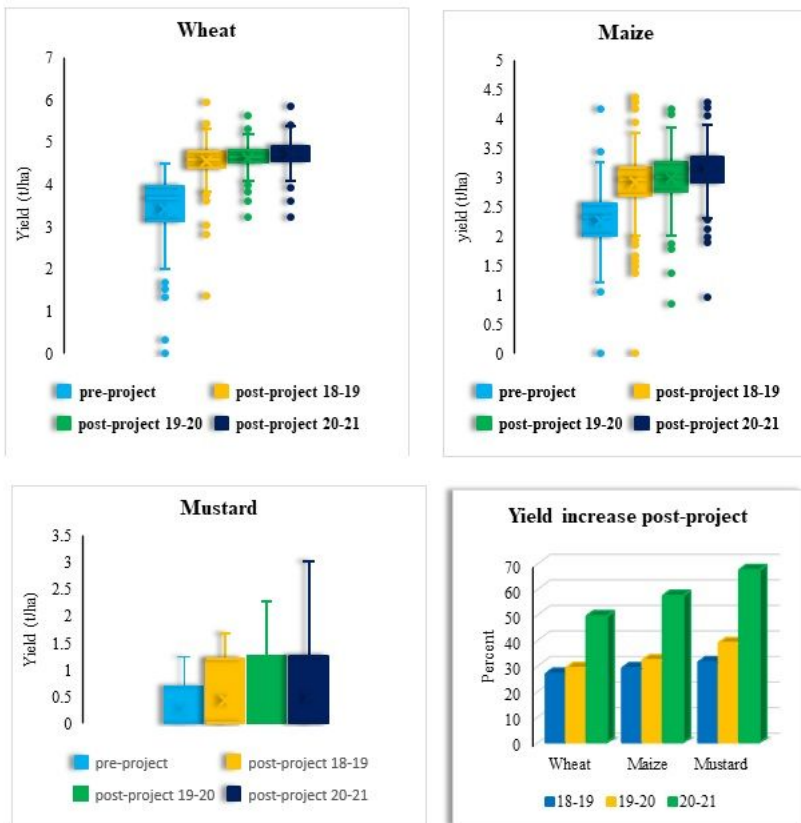 Wheat
7
6
5
4
3
2
1
0
Yield (t/ha)
pre-project post-project 18-19
post-project 19-20 post-project 20-21
Maize
5
4.5
4
3.5
3
2.5
2
1.5
1
0.5
0
yield (t/ha)
pre-project post-project 18-19
post-project 19-20 post-project 20-21
Mustard
3.5
3
2.5
2
1.5
1
0.5
0
Yield (t/ha)
pre-project post-project 18-19
post-project 19-20 post-project 20-21
Yield increase post-project
70
60
50
40
30
20
10
0
Percent
Wheat Maize Mustard
18-19 19-20 20-21